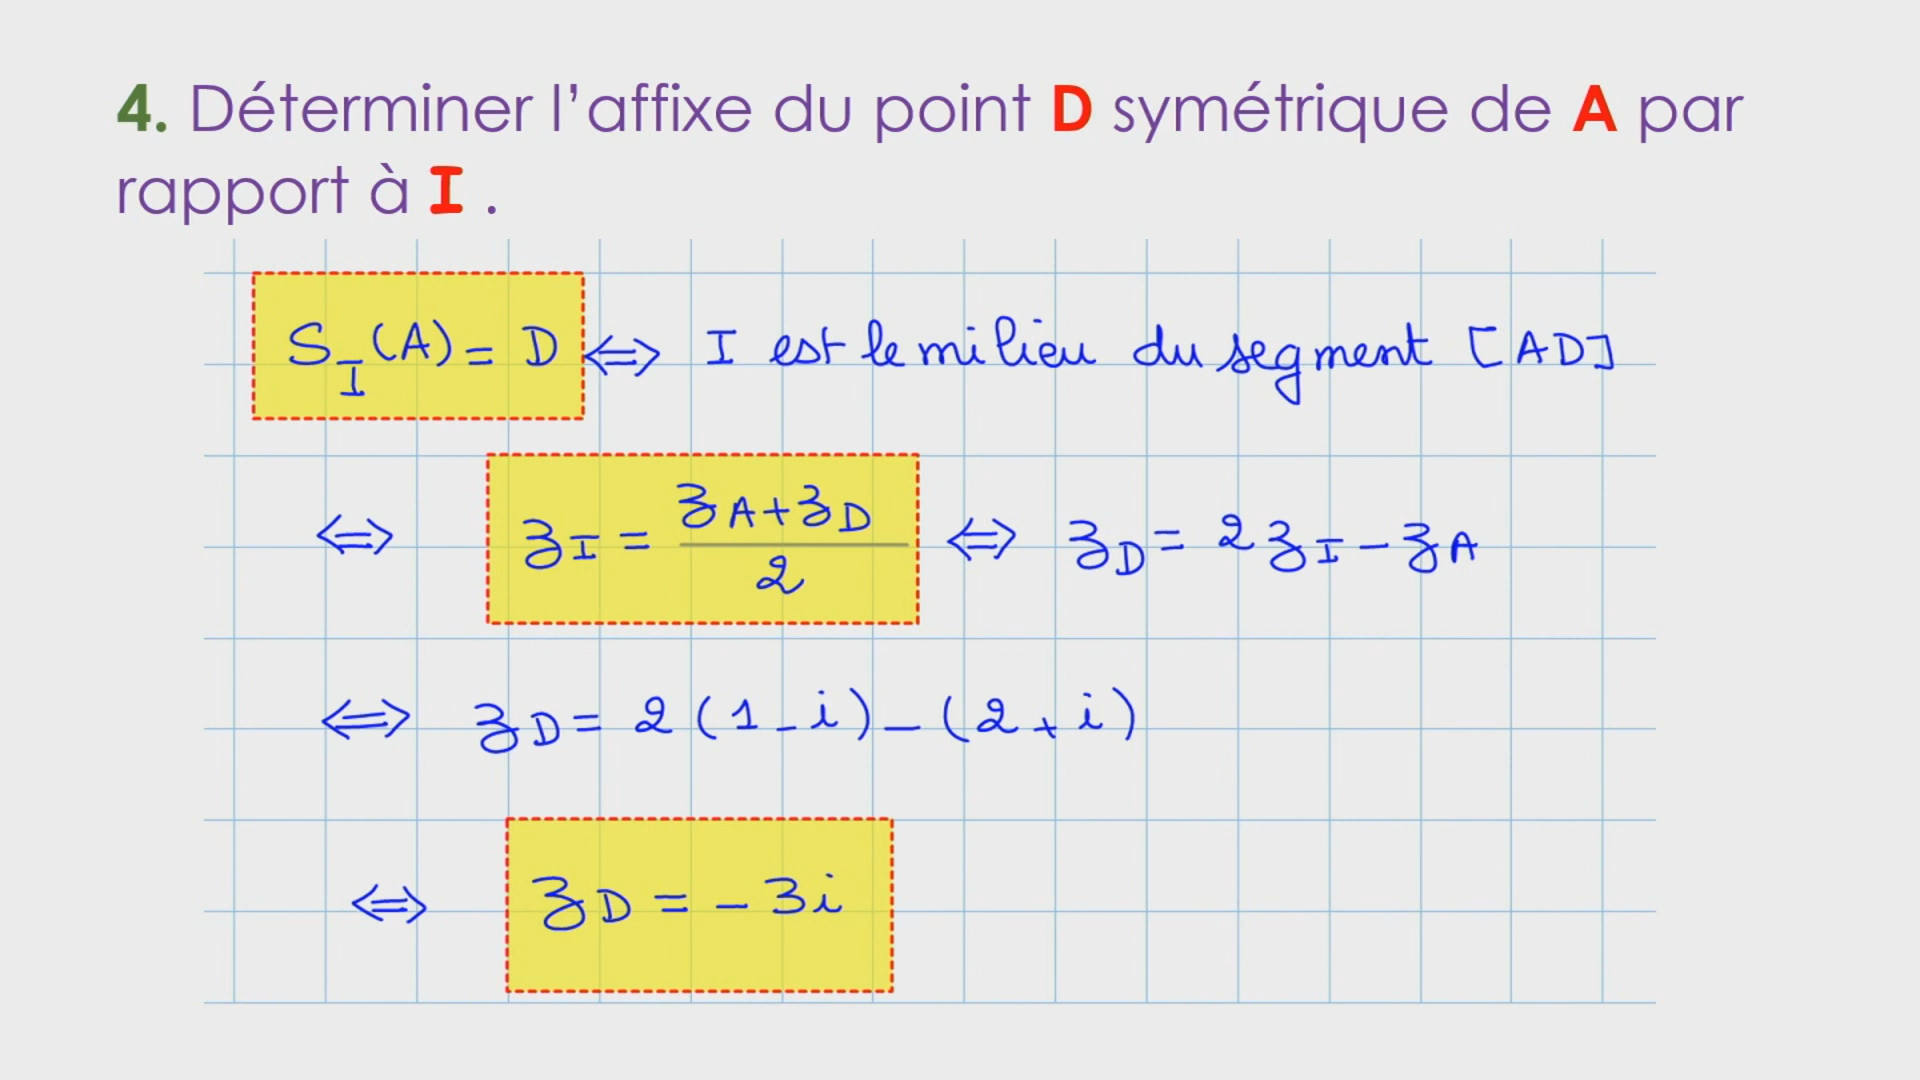 4. Déterminer l’affixe du point D symétrique de A par
rapport à I .
S_I(A) = D ⇔ I est le milieu du segment [AD]
⇔ z_I = (z_A + z_D)/2 ⇔ z_D = 2z_I - z_A
⇔ z_D = 2(1-i)-(2+i)
⇔ z_D = -3i